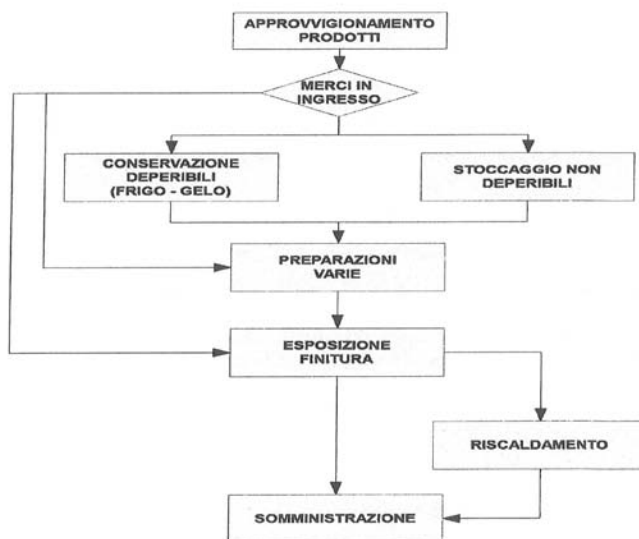 APPROVVIGIONAMENTO
PRODOTTI
MERCI IN
INGRESSO
CONSERVAZIONE
DEPERIBILI
(FRIGO - GELO)
STOCCAGGIO NON
DEPERIBILI
PREPARAZIONI
VARIE
ESPOSIZIONE
FINITURA
RISCALDAMENTO
SOMMINISTRAZIONE